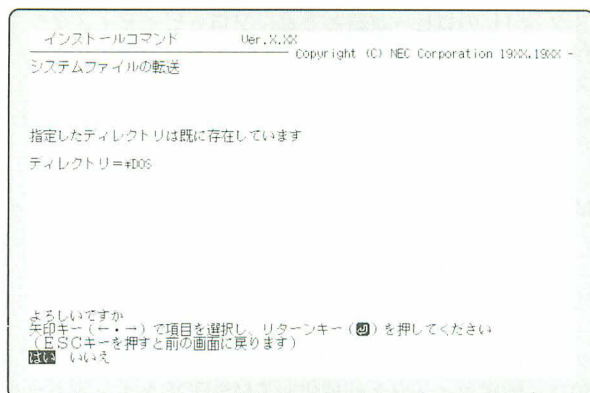 インストールコマンド Ver.X.XX
Copyright (C) NEC Corporation 19XX,19XX
システムファイルの転送
指定したディレクトリは既に存在しています
ディレクトリ=¥DOS
よろしいですか
矢印キー(←・→)で項目を選択し、リターンキー(⏎)を押してください
(ESCキーを押すと前の画面に戻ります)
はい いいえ